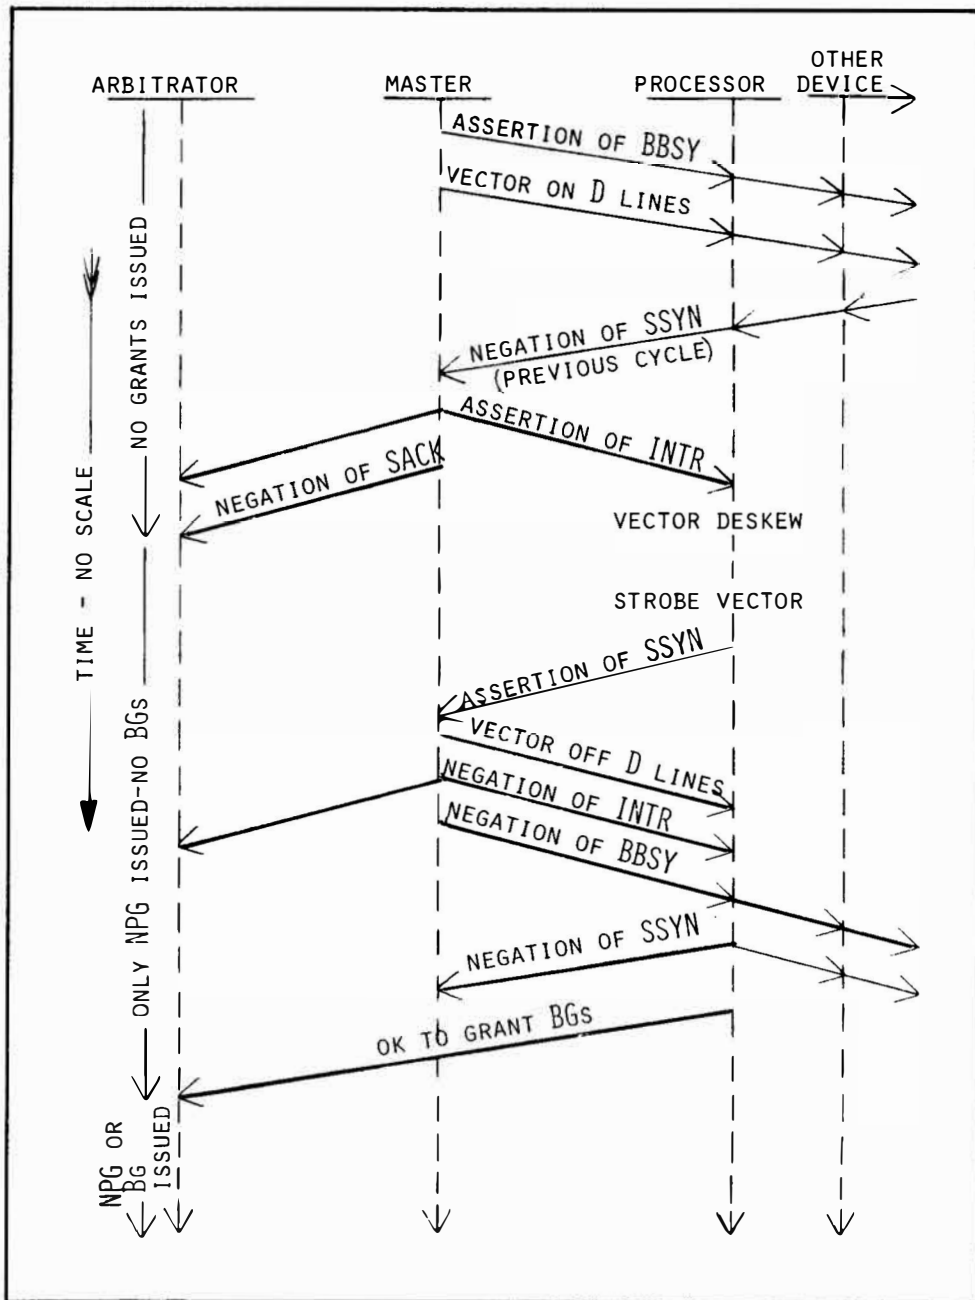 ARBITRATOR
MASTER
PROCESSOR
OTHER
DEVICE
ASSERTION OF BBSY
VECTOR ON D LINES
NO GRANTS ISSUED
NEGATION OF SSYN
(PREVIOUS CYCLE)
ASSERTION OF INTR
NEGATION OF SACK
VECTOR DESKEW
TIME - NO SCALE
STROBE VECTOR
ASSERTION OF SSYN
VECTOR OFF D LINES
NEGATION OF INTR
NEGATION OF BBSY
ONLY NPG ISSUED-NO BGs
NEGATION OF SSYN
OK TO GRANT BGs
NPG OR
BG
ISSUED